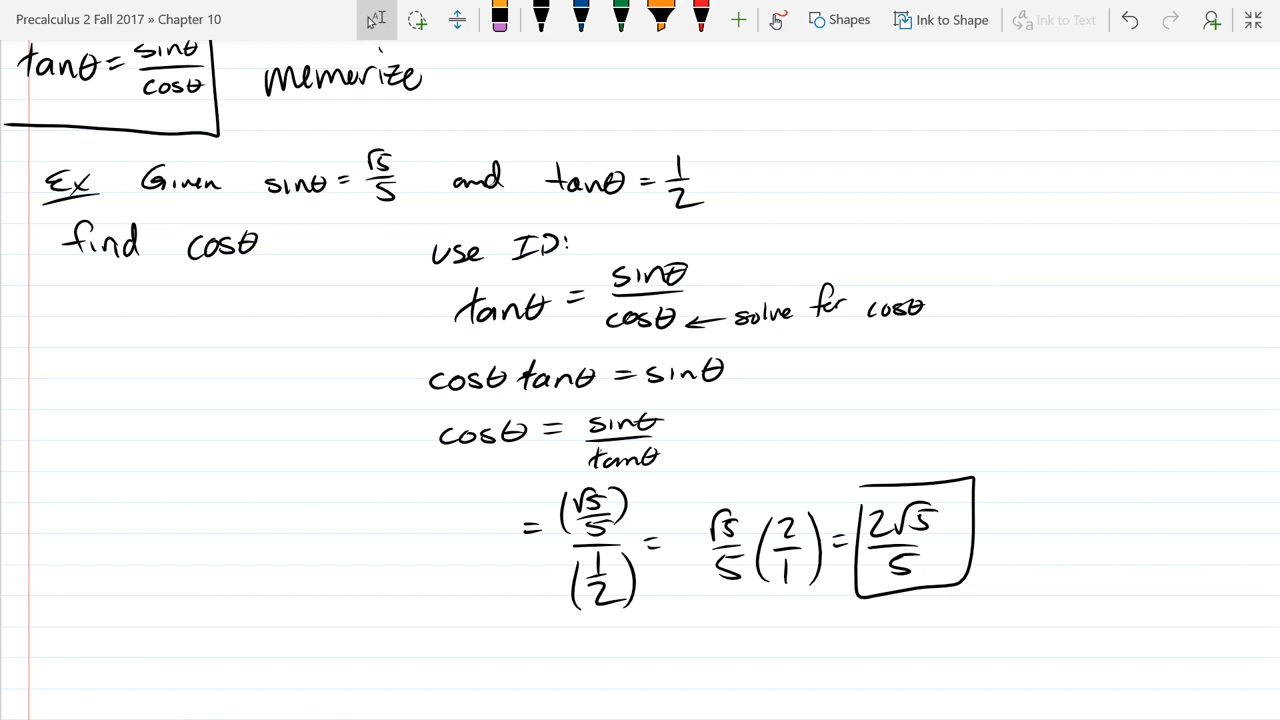 Precalculus 2 Fall 2017 » Chapter 10
Shapes
Ink to Shape
Ink to Text
tanθ = sinθ/cosθ memerize
Ex Given sinθ = √5/5 and tanθ = 1/2
find cosθ
use ID:
tanθ = sinθ/cosθ ← solve for cosθ
cosθ tanθ = sinθ
cosθ = sinθ/tanθ
= (√5/5)/(1/2) = √5/5 (2/1) = 2√5/5